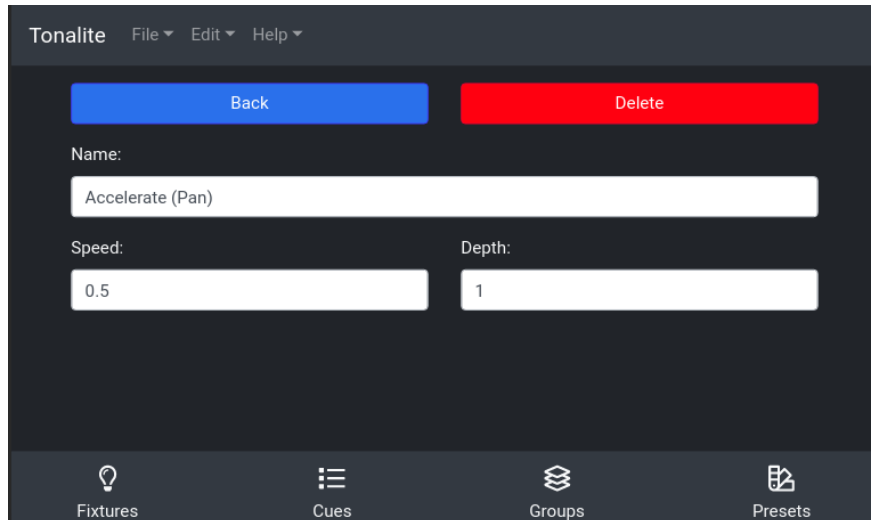 Tonalite File Edit Help
Back Delete
Name:
Accelerate (Pan)
Speed: Depth:
0.5 1
Fixtures Cues Groups Presets